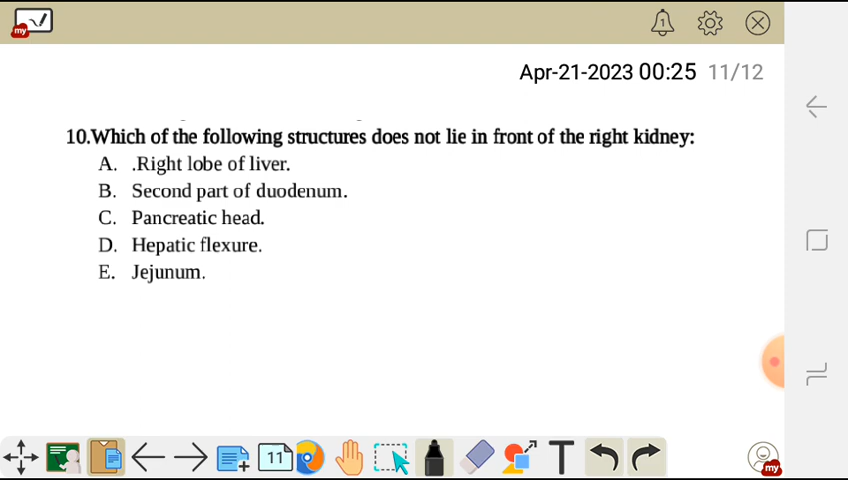 my
1
Apr-21-2023 00:25 11/12
10.Which of the following structures does not lie in front of the right kidney:
A. .Right lobe of liver.
B. Second part of duodenum.
C. Pancreatic head.
D. Hepatic flexure.
E. Jejunum.
11
T
my